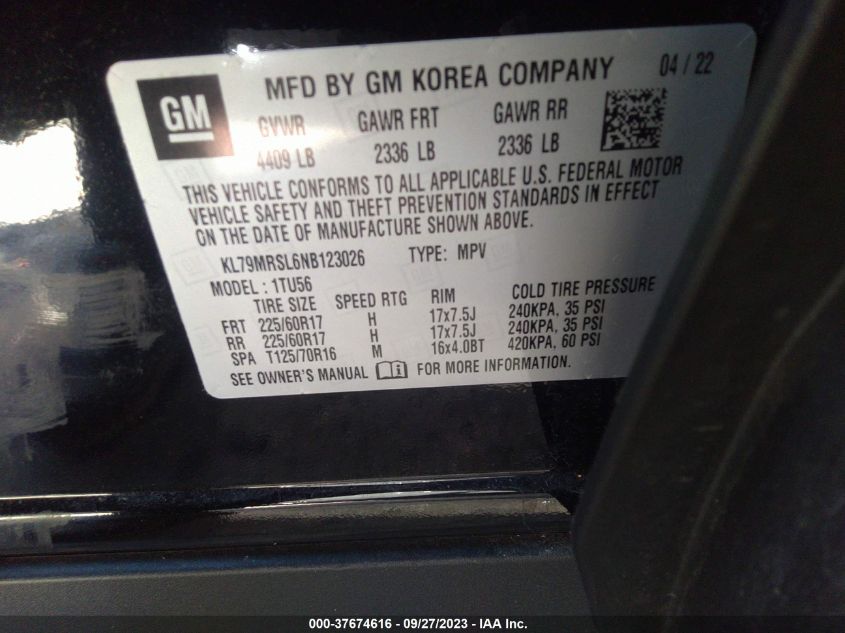 MFD BY GM KOREA COMPANY 04 / 22
GM
GVWR GAWR FRT GAWR RR
4409 LB 2336 LB 2336 LB
THIS VEHICLE CONFORMS TO ALL APPLICABLE U.S. FEDERAL MOTOR
VEHICLE SAFETY AND THEFT PREVENTION STANDARDS IN EFFECT
ON THE DATE OF MANUFACTURE SHOWN ABOVE.
KL79MRSL6NB123026 TYPE: MPV
MODEL : 1TU56
TIRE SIZE SPEED RTG RIM COLD TIRE PRESSURE
FRT 225/60R17 H 17x7.5J 240KPA, 35 PSI
RR 225/60R17 H 17x7.5J 240KPA, 35 PSI
SPA T125/70R16 M 16x4.0BT 420KPA, 60 PSI
SEE OWNER'S MANUAL FOR MORE INFORMATION.
000-37674616 - 09/27/2023 - IAA Inc.